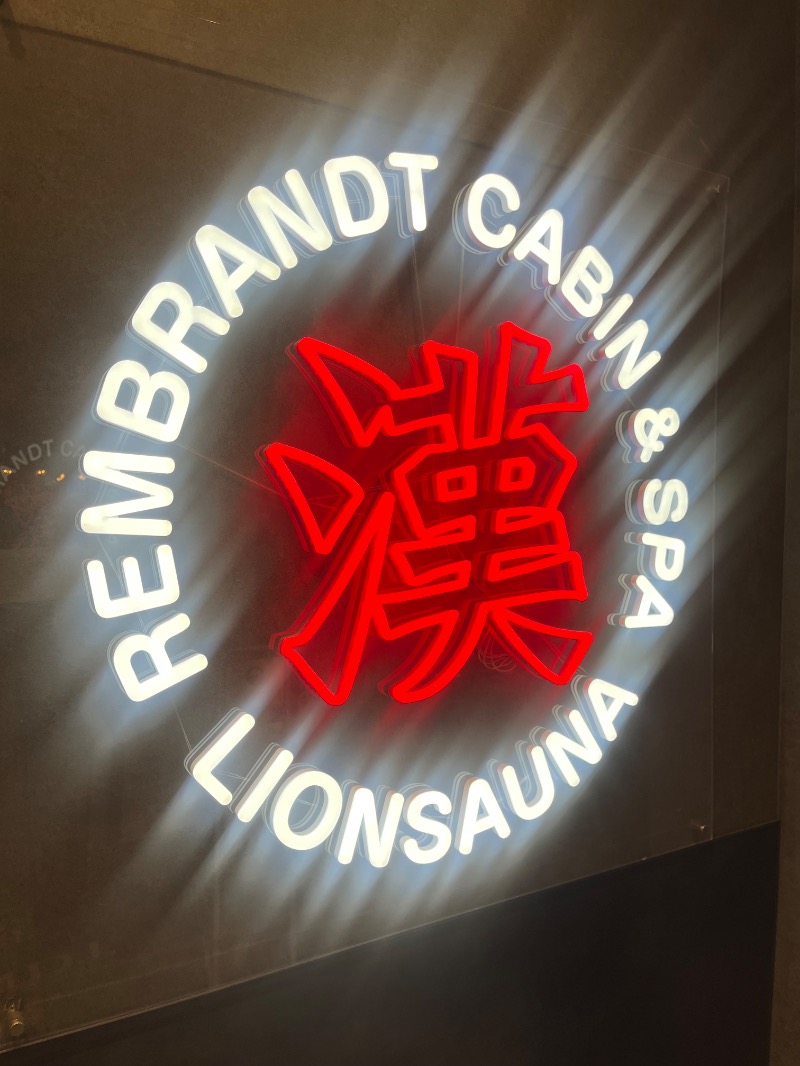 REMBRANDT CABIN & SPA
漢
LIONSAUNA